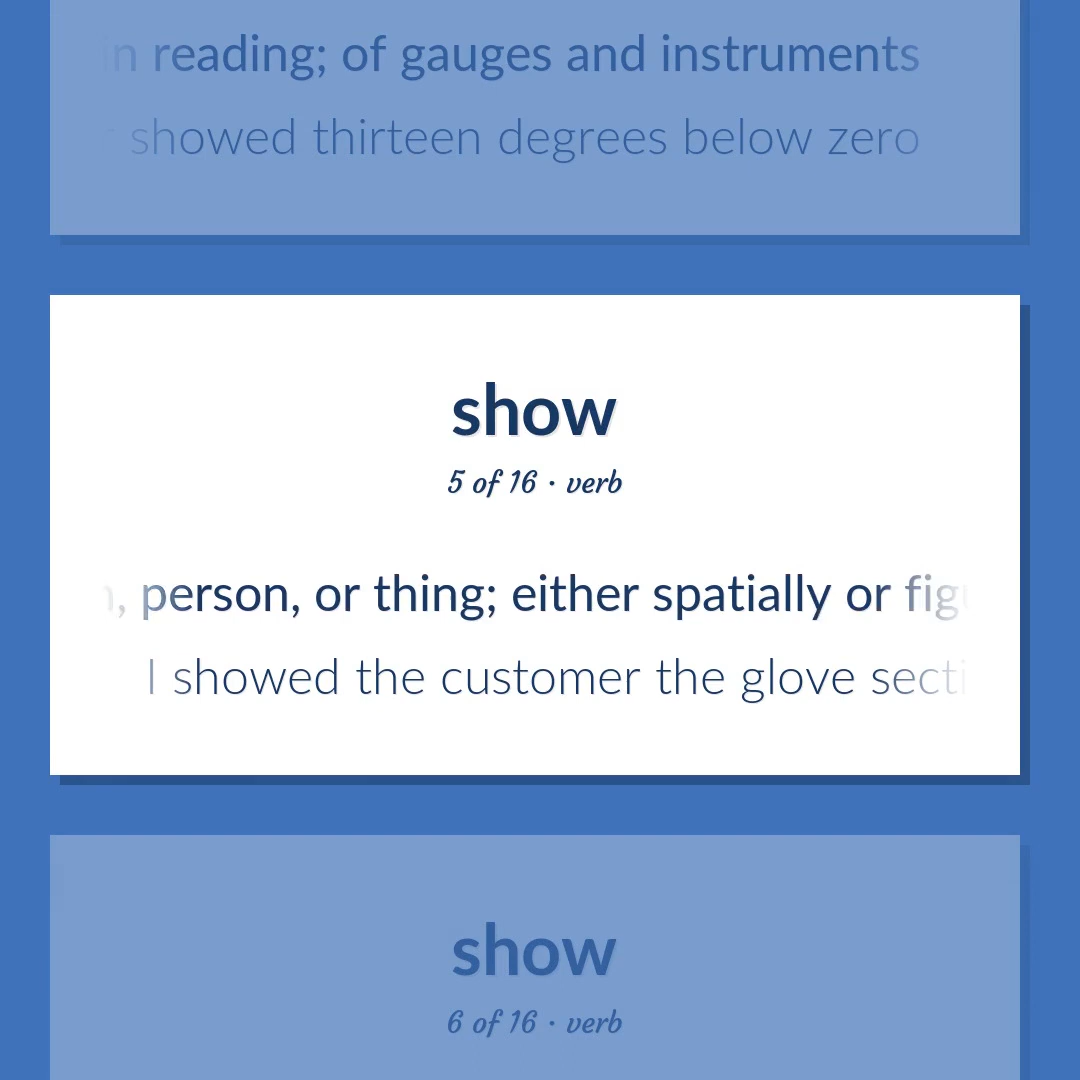 in reading; of gauges and instruments
showed thirteen degrees below zero
show
5 of 16 · verb
person, or thing; either spatially or
I showed the customer the glove
show
6 of 16 · verb